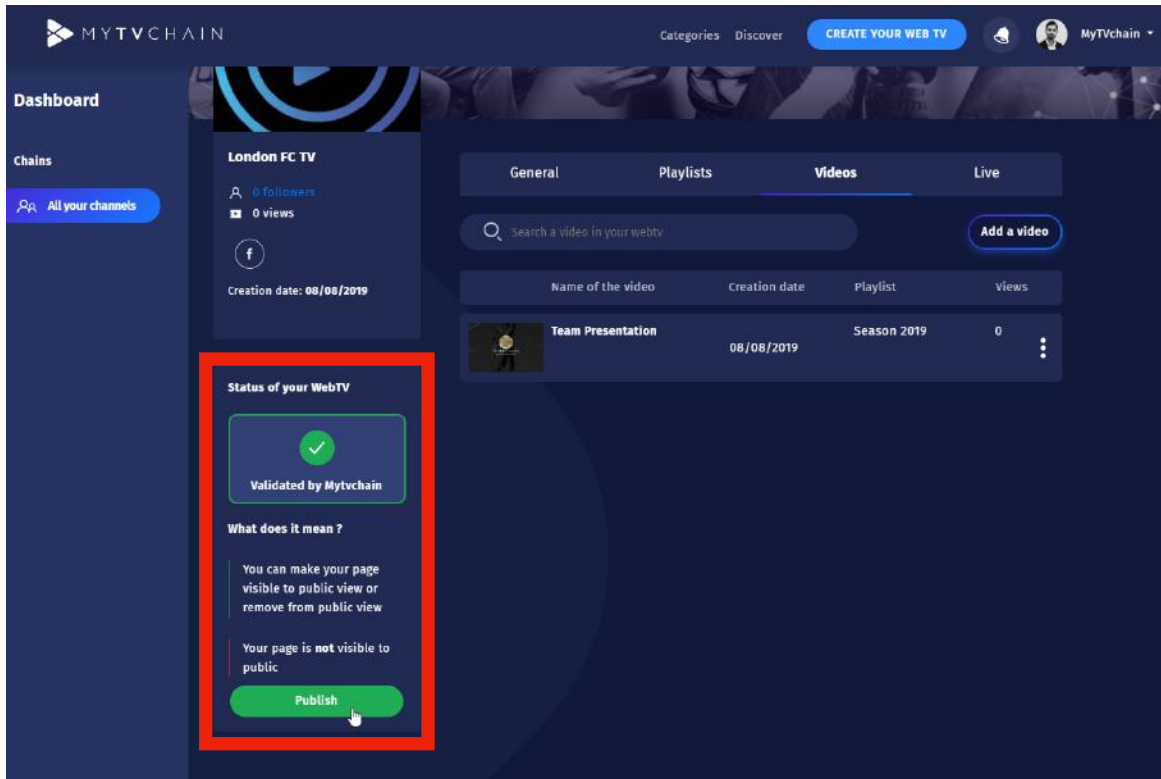 MYTVCHAIN
Categories Discover CREATE YOUR WEB TV MyTVchain
Dashboard
Chains
All your channels
London FC TV
0 followers
0 views
f
Creation date: 08/08/2019
General Playlists Videos Live
Search a video in your webtv
Add a video
Name of the video Creation date Playlist Views
Team Presentation 08/08/2019 Season 2019 0
Status of your WebTV
Validated by Mytvchain
What does it mean ?
You can make your page
visible to public view or
remove from public view
Your page is not visible to
public
Publish